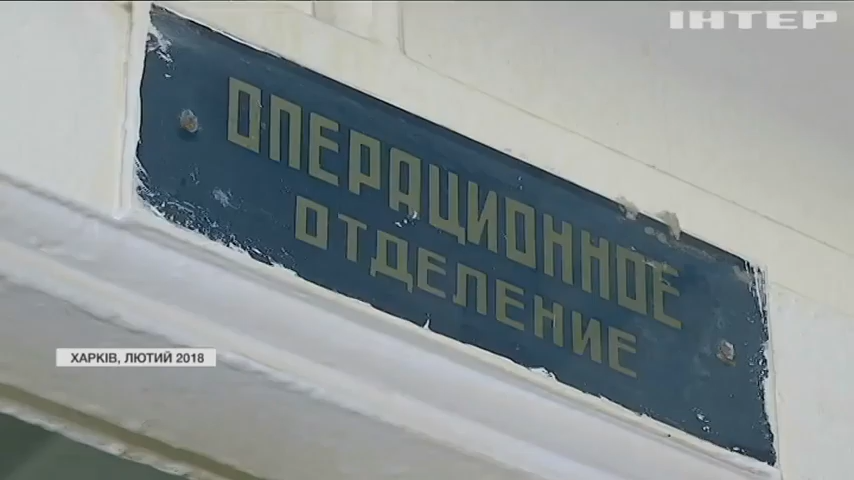 ІНТЕР
ОПЕРАЦИОННОЕ
ОТДЕЛЕНИЕ
ХАРКІВ, ЛЮТИЙ 2018